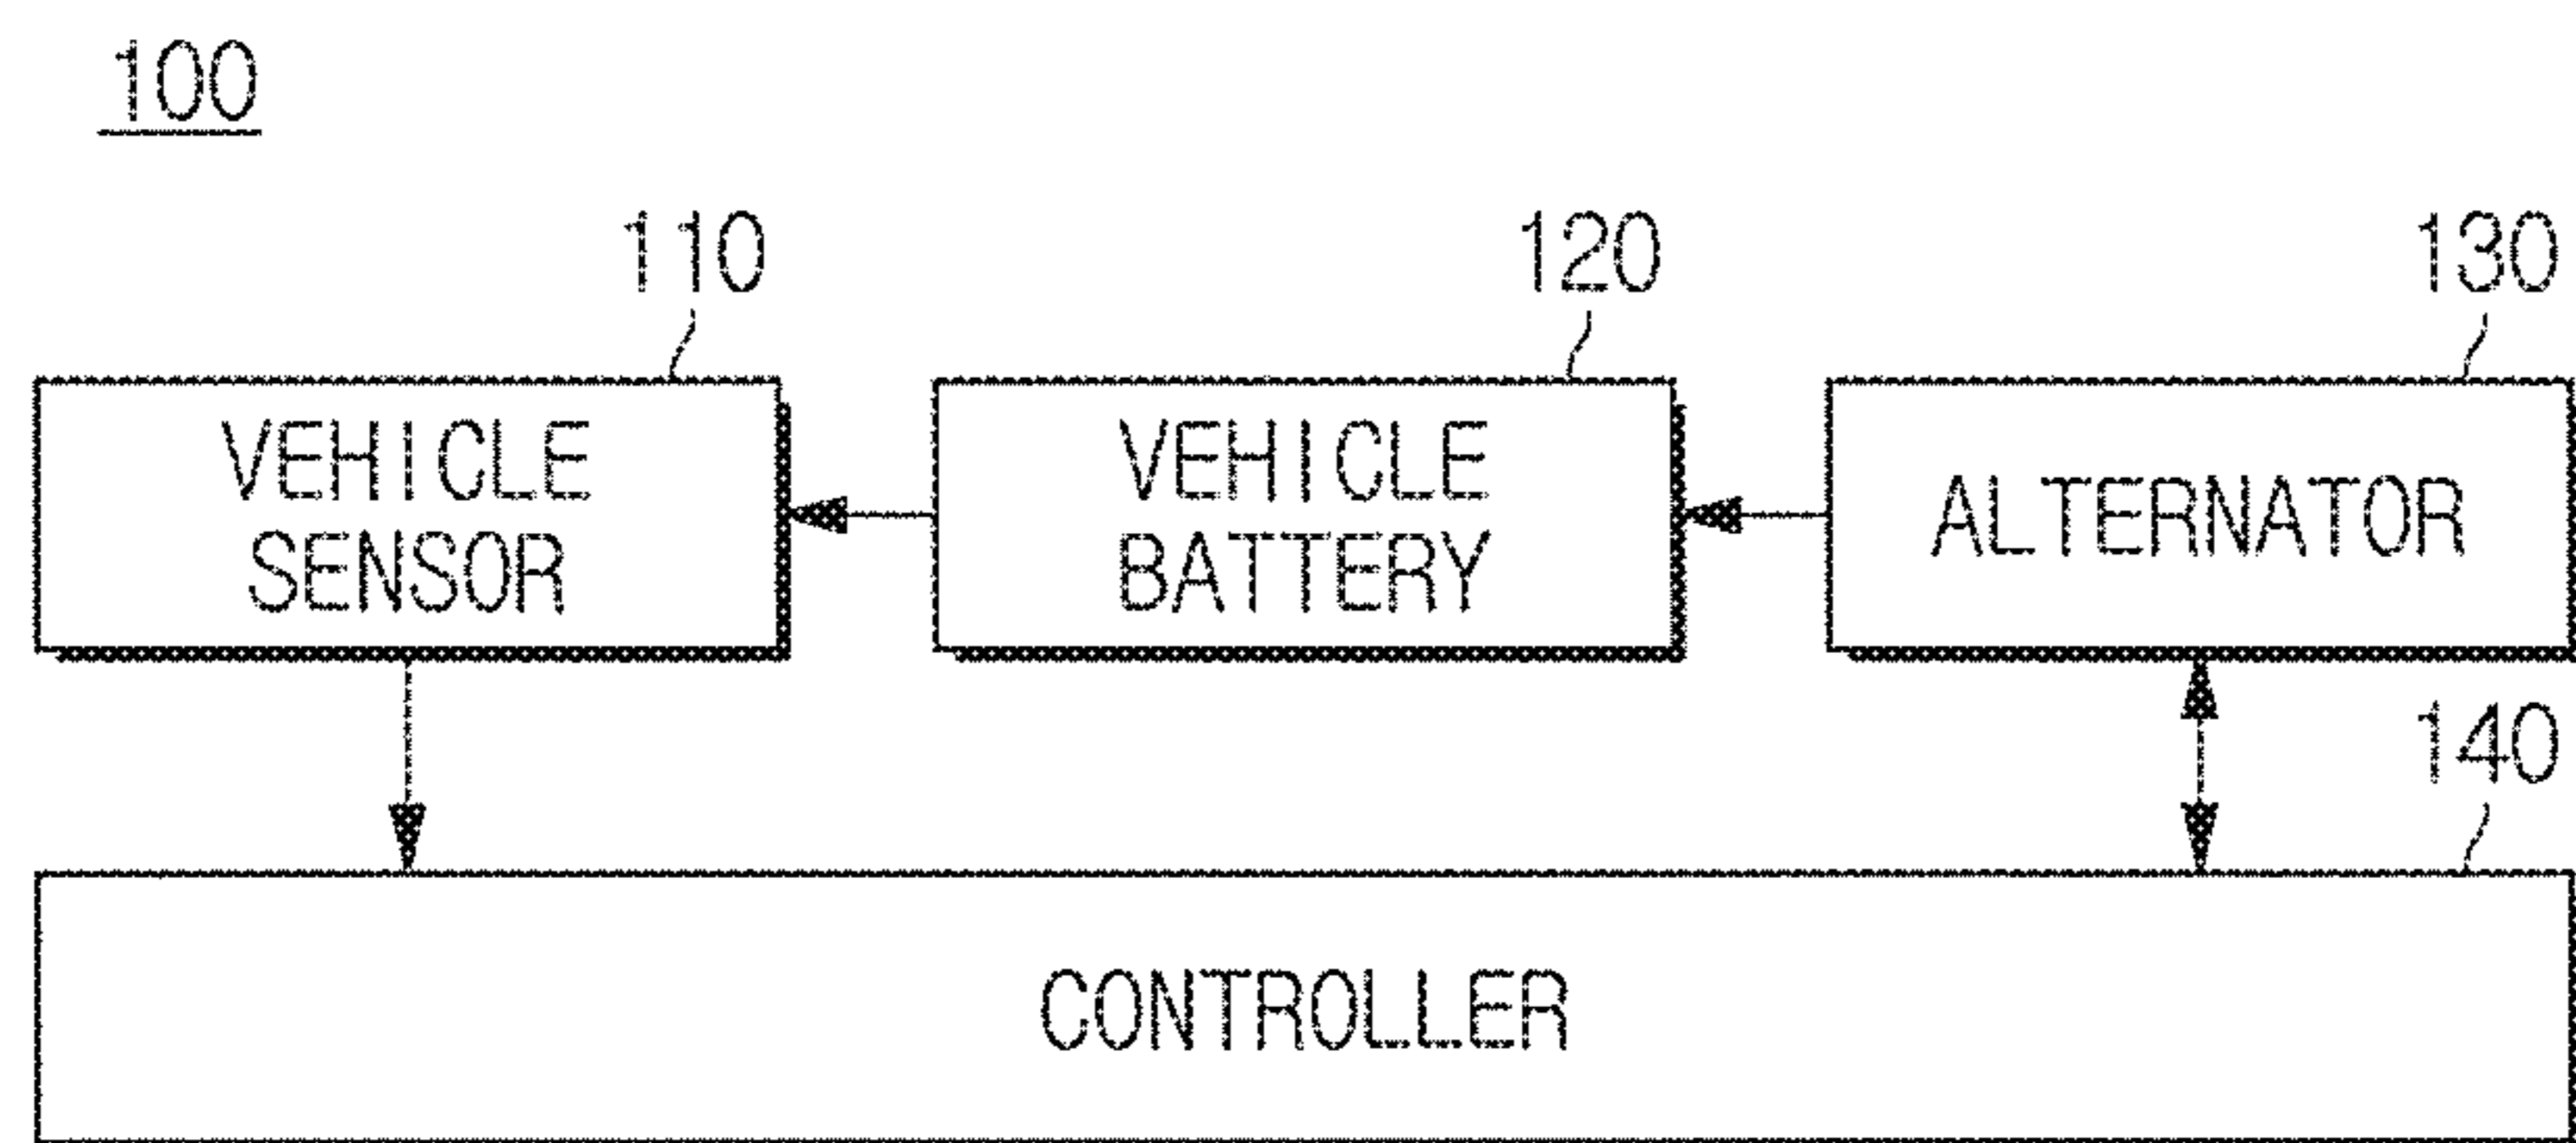 100
110
120
130
VEHICLE
SENSOR
VEHICLE
BATTERY
ALTERNATOR
140
CONTROLLER